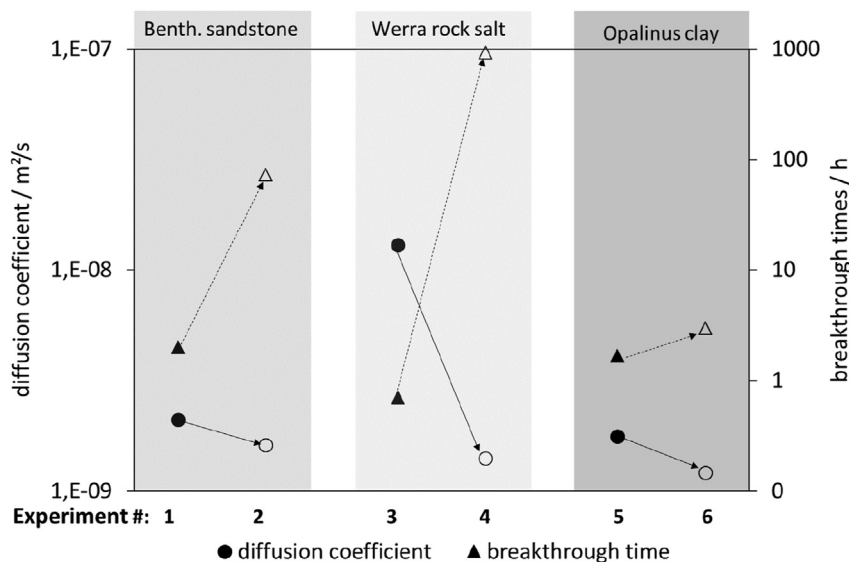 Benth. sandstone
Werra rock salt
Opalinus clay
1,E-07
1,E-08
1,E-09
diffusion coefficient / m²/s
1000
100
10
1
0
breakthrough times / h
Experiment #: 1 2 3 4 5 6
● diffusion coefficient ▲ breakthrough time